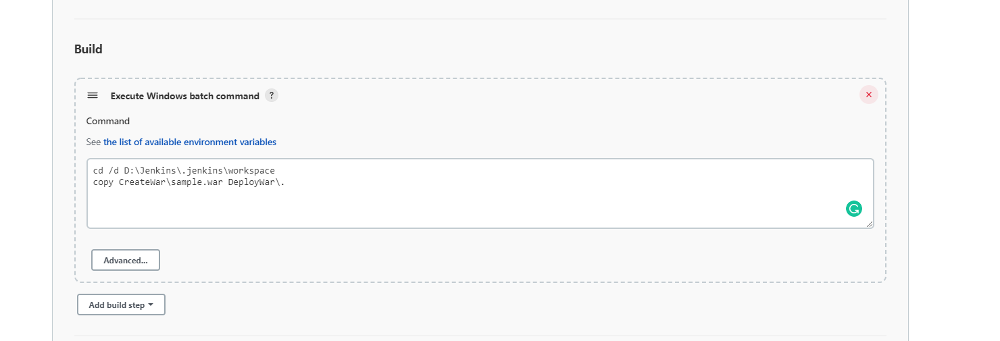 Build
Execute Windows batch command ?
Command
See the list of available environment variables
cd /d D:\Jenkins\.jenkins\workspace
copy CreateWar\sample.war DeployWar\.
Advanced...
Add build step